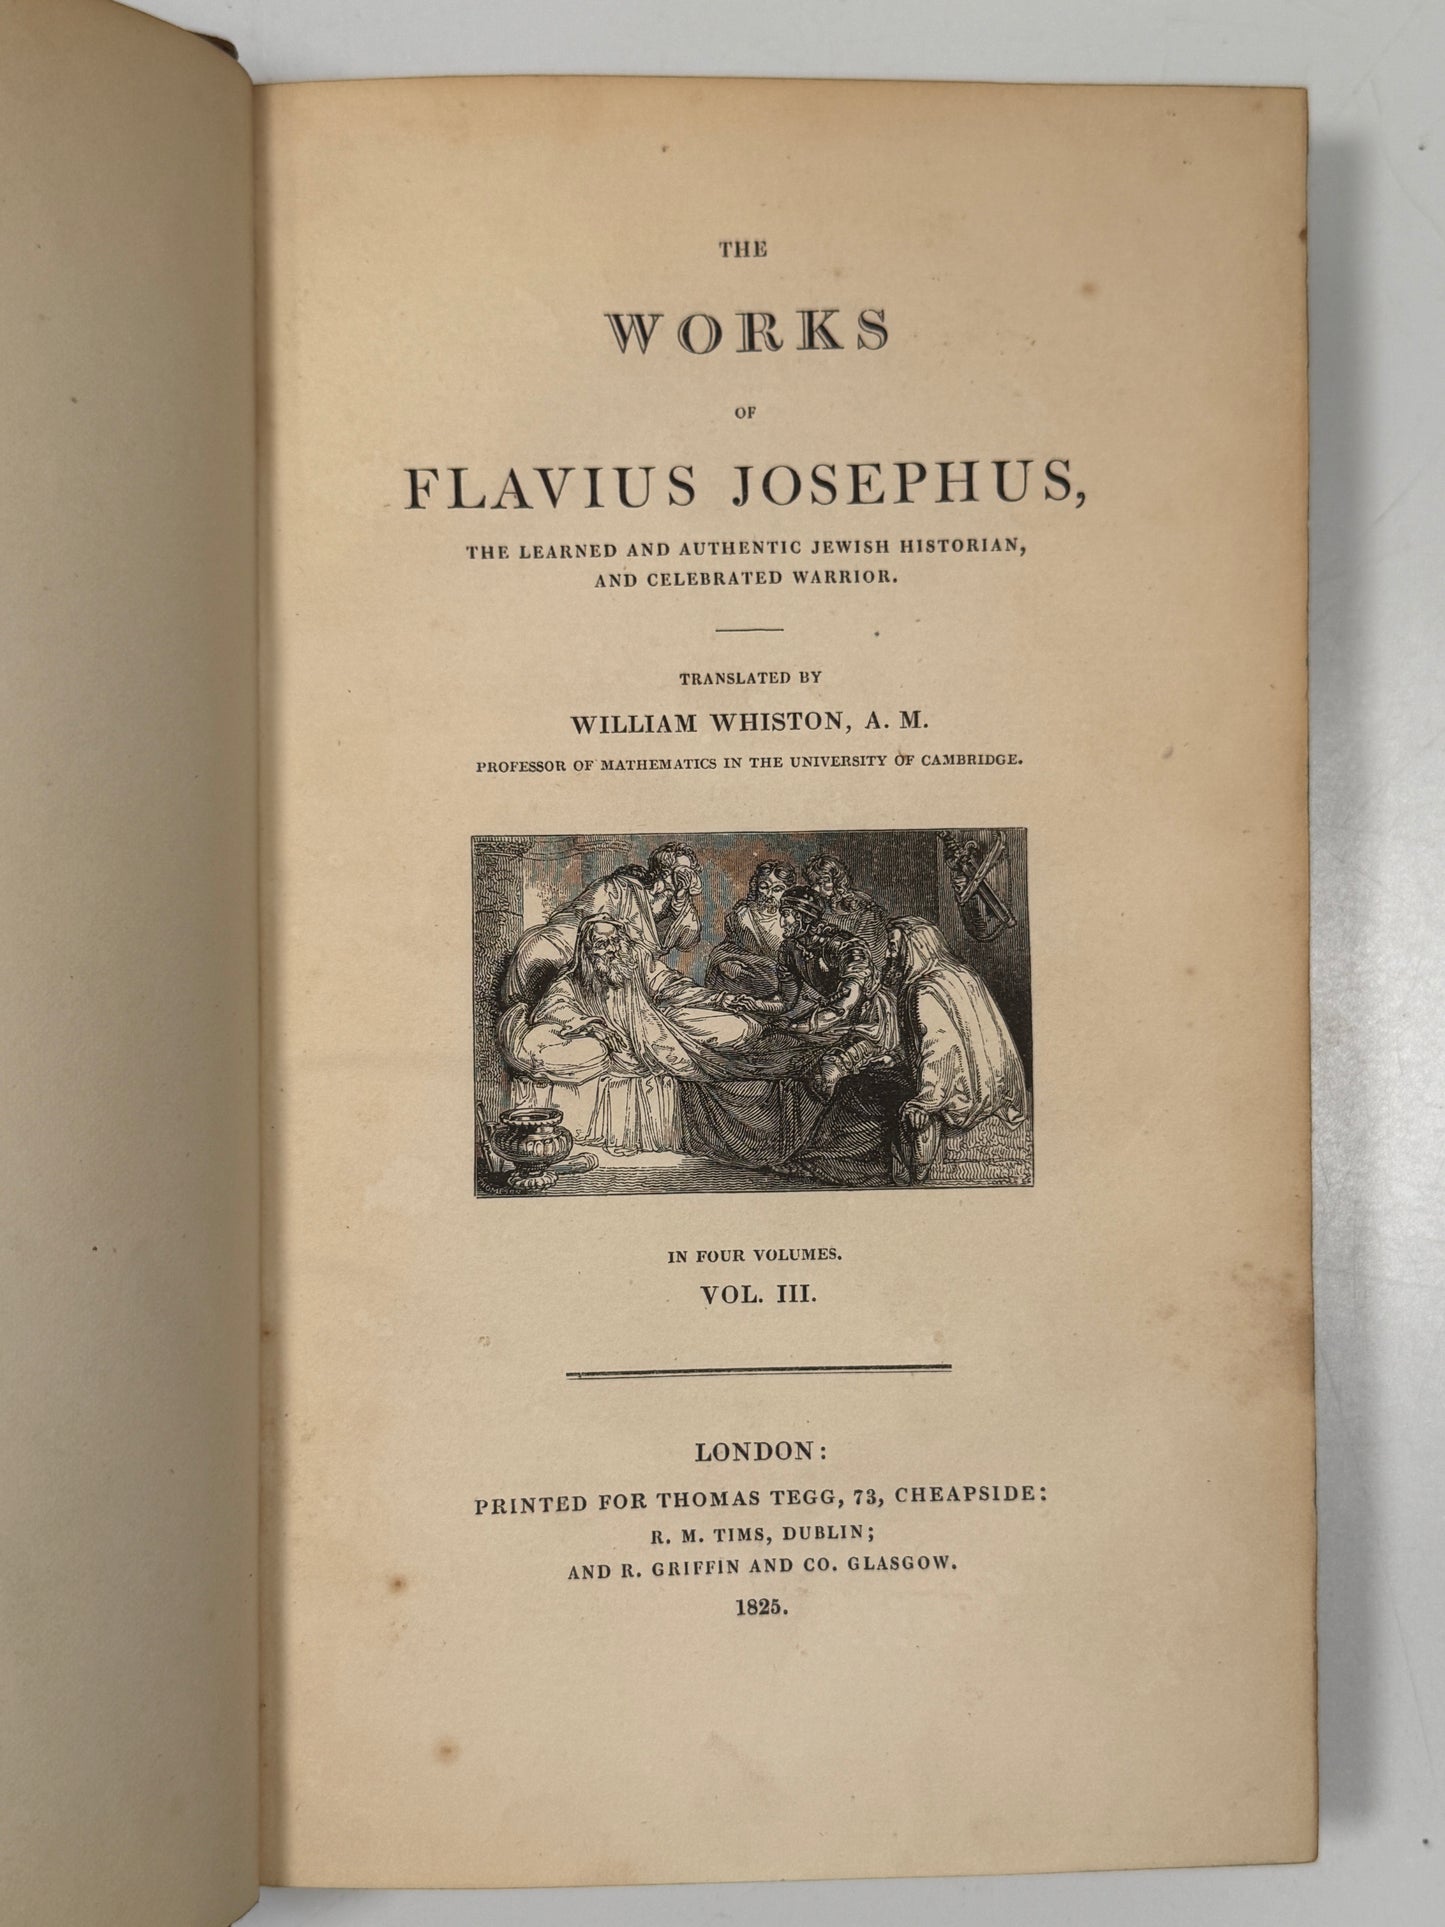 THE
WORKS
OF
FLAVIUS JOSEPHUS,
THE LEARNED AND AUTHENTIC JEWISH HISTORIAN,
AND CELEBRATED WARRIOR.
TRANSLATED BY
WILLIAM WHISTON, A. M.
PROFESSOR OF MATHEMATICS IN THE UNIVERSITY OF CAMBRIDGE.
IN FOUR VOLUMES.
VOL. III.
LONDON:
PRINTED FOR THOMAS TEGG, 73, CHEAPSIDE:
R. M. TIMS, DUBLIN;
AND R. GRIFFIN AND CO. GLASGOW.
1825.